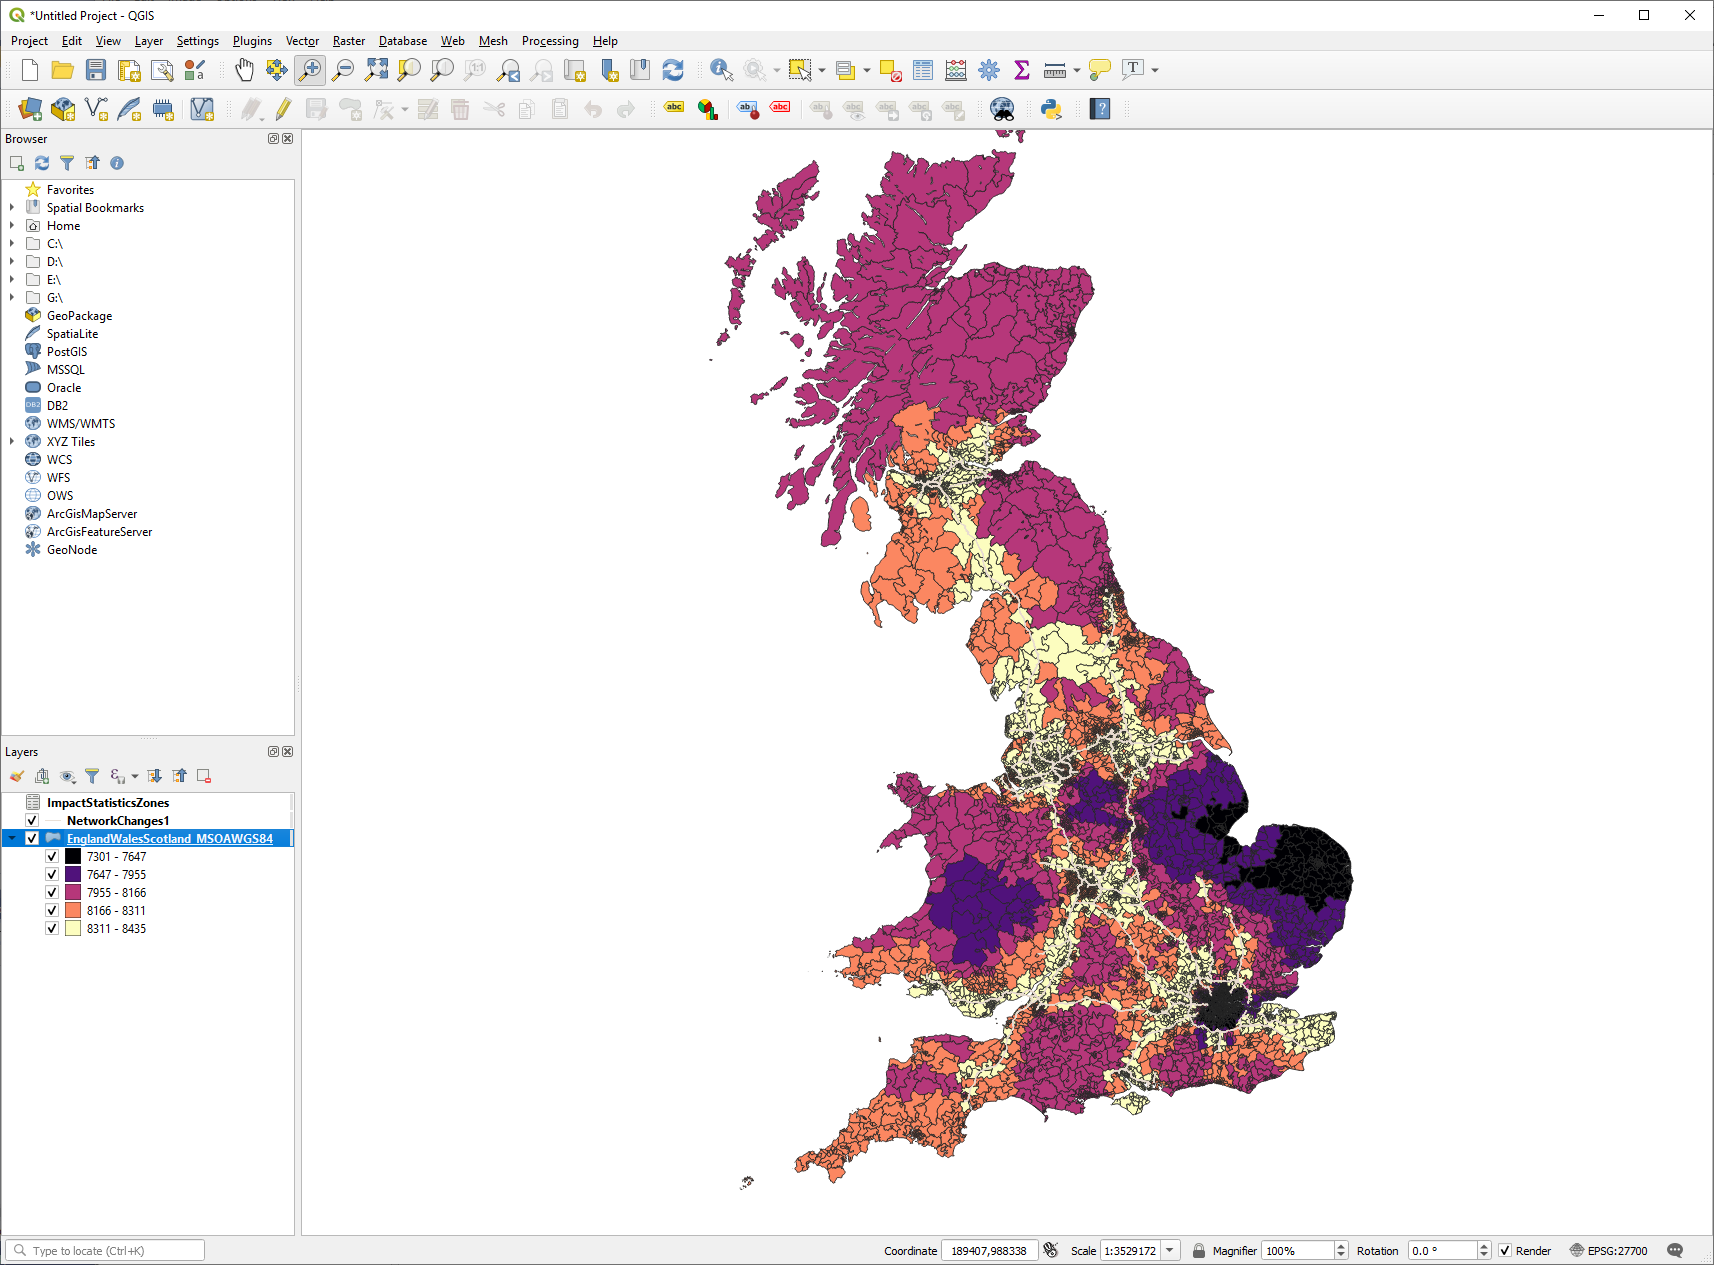 *Untitled Project - QGIS
Project Edit View Layer Settings Plugins Vector Raster Database Web Mesh Processing Help
Browser
Favorites
Spatial Bookmarks
Home
C:\
D:\
E:\
G:\
GeoPackage
SpatiaLite
PostGIS
MSSQL
Oracle
DB2
WMS/WMTS
XYZ Tiles
WCS
WFS
OWS
ArcGisMapServer
ArcGisFeatureServer
GeoNode
Layers
ImpactStatisticsZones
NetworkChanges1
EnglandWalesScotland_MSOAWGS84
7301 - 7647
7647 - 7955
7955 - 8166
8166 - 8311
8311 - 8435
Type to locate (Ctrl+K)
Coordinate 189407,988338 Scale 1:3529172 Magnifier 100% Rotation 0.0 ° Render EPSG:27700